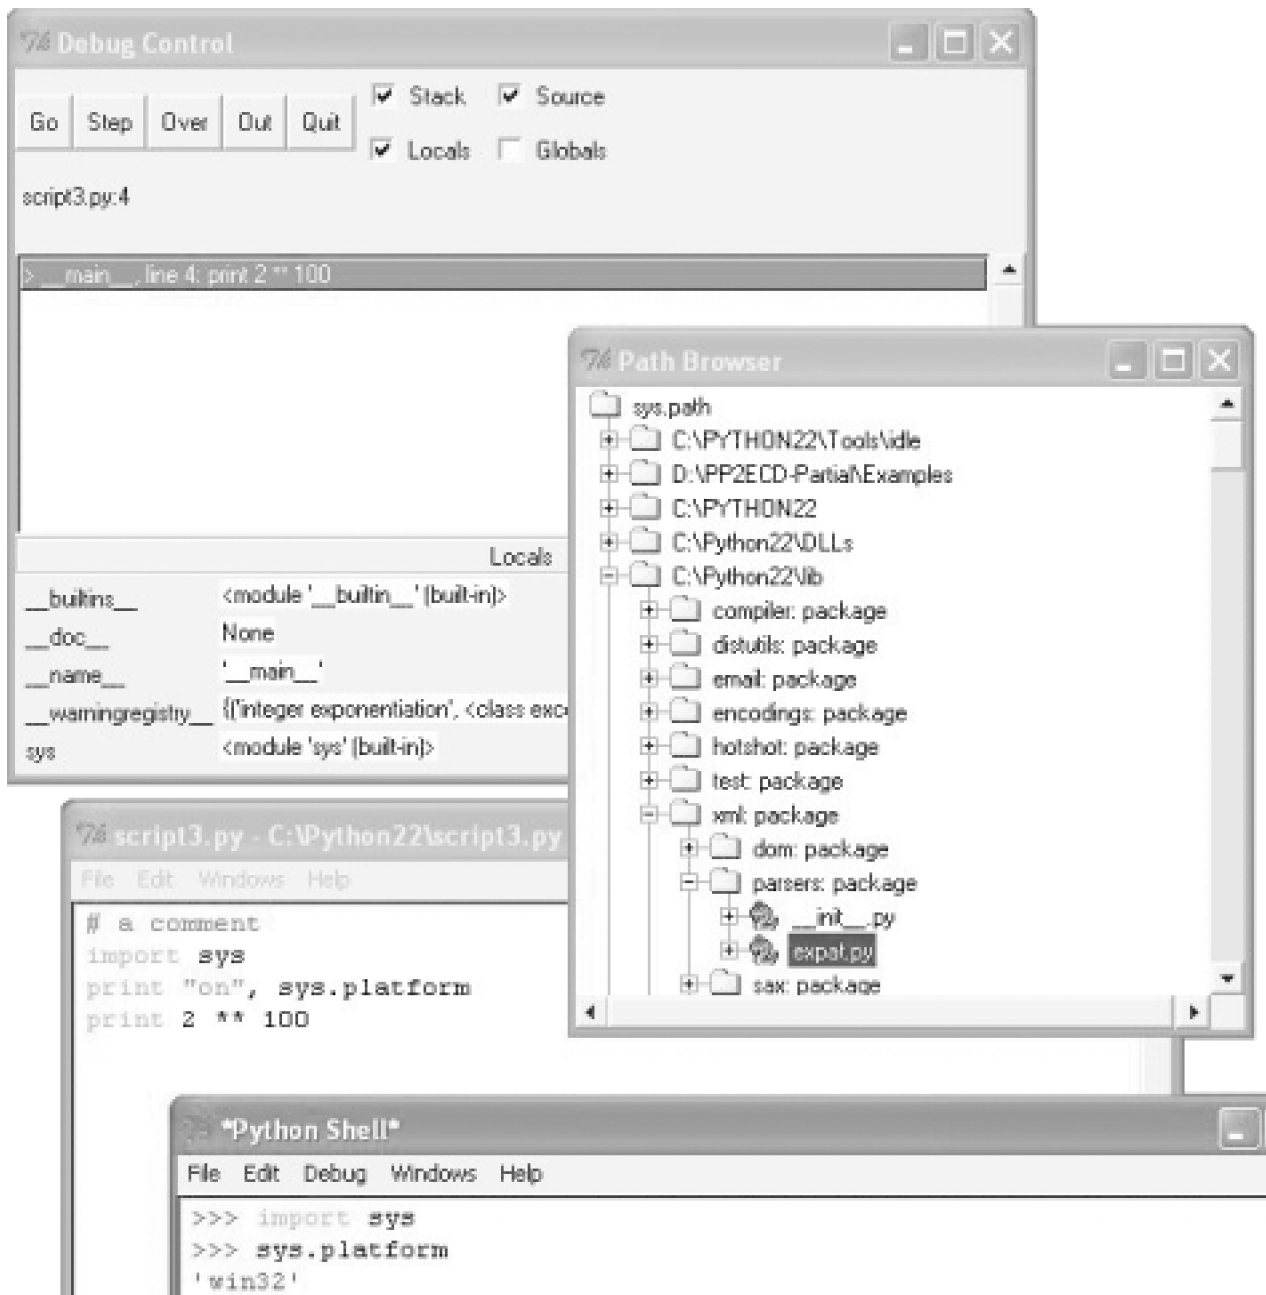 Debug Control
Go Step Over Out Quit
Stack Source
Locals Globals
script3.py:4
> __main__, line 4: print 2 ** 100
Locals
__builtins__ <module '__builtin__' (built-in)>
__doc__ None
__name__ '__main__'
__warningregistry__ {('integer exponentiation', <class exce
sys <module 'sys' (built-in)>
Path Browser
sys.path
C:\PYTHON22\Tools\idle
D:\PP2ECD-Partial\Examples
C:\PYTHON22
C:\Python22\DLLs
C:\Python22\lib
compiler: package
distutils: package
email: package
encodings: package
hotshot: package
test: package
xml: package
dom: package
parsers: package
__init__.py
expat.py
sax: package
script3.py - C:\Python22\script3.py
File Edit Windows Help
# a comment
import sys
print "on", sys.platform
print 2 ** 100
*Python Shell*
File Edit Debug Windows Help
>>> import sys
>>> sys.platform
'win32'